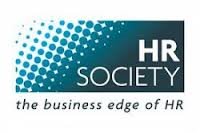 HR
SOCIETY
the business edge of HR